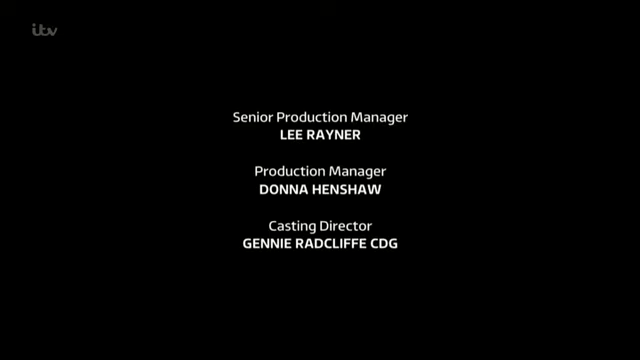 itv
Senior Production Manager
LEE RAYNER
Production Manager
DONNA HENSHAW
Casting Director
GENNIE RADCLIFFE CDG